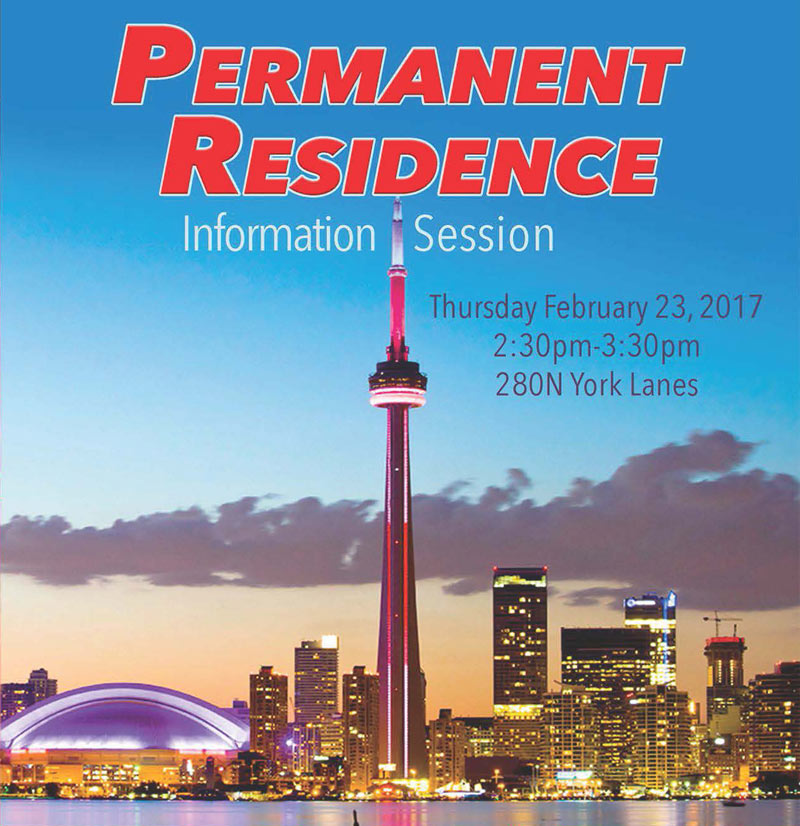 PERMANENT
RESIDENCE
Information Session
Thursday February 23, 2017
2:30pm-3:30pm
280N York Lanes